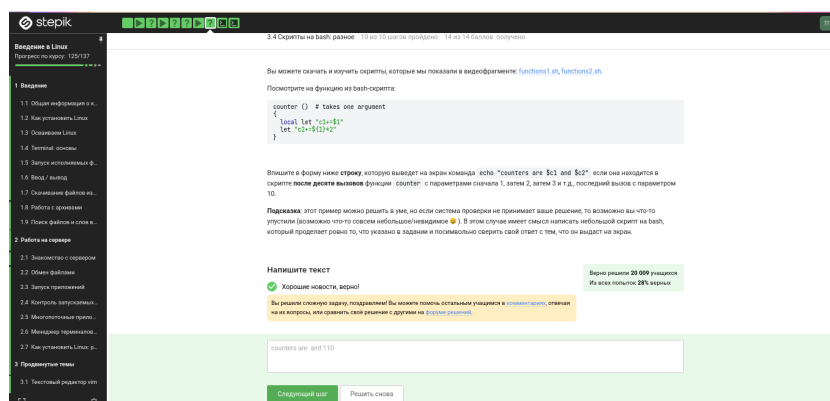 stepik
Введение в Linux
Прогресс по курсу: 125/137
1 Введение
1.1 Общая информация о к...
1.2 Как установить Linux
1.3 Осваиваем Linux
1.4 Terminal: основы
1.5 Запуск исполняемых ф...
1.6 Ввод / вывод
1.7 Скачивание файлов из...
1.8 Работа с архивами
1.9 Поиск файлов и слов в...
2 Работа на сервере
2.1 Знакомство с сервером
2.2 Обмен файлами
2.3 Запуск приложений
2.4 Контроль запускаемых...
2.5 Многопоточные прило...
2.6 Менеджер терминалов...
2.7 Как установить Linux: р...
3 Продвинутые темы
3.1 Текстовый редактор vim
3.4 Скрипты на bash: разное 10 из 10 шагов пройдено 14 из 14 баллов получено
Вы можете скачать и изучить скрипты, которые мы показали в видеофрагменте: functions1.sh, functions2.sh.
Посмотрите на функцию из bash-скрипта:
counter () # takes one argument
{
local let "c1+=$1"
let "c2+=${1}*2"
}
Впишите в форму ниже строку, которую выведет на экран команда echo "counters are $c1 and $c2" если она находится в
скрипте после десяти вызовов функции counter с параметрами сначала 1, затем 2, затем 3 и т.д., последний вызов с параметром
10.
Подсказка: этот пример можно решить в уме, но если система проверки не принимает ваше решение, то возможно вы что-то
упустили (возможно что-то совсем небольшое/невидимое 😄 ). В этом случае имеет смысл написать небольшой скрипт на bash,
который проделает ровно то, что указано в задании и посимвольно сверить свой ответ с тем, что он выдаст на экран.
Напишите текст
Хорошие новости, верно!
Верно решили 20 009 учащихся
Из всех попыток 28% верных
Вы решили сложную задачу, поздравляем! Вы можете помочь остальным учащимся в комментариях, отвечая
на их вопросы, или сравнить своё решение с другими на форуме решений.
counters are  and 110
Следующий шаг
Решить снова